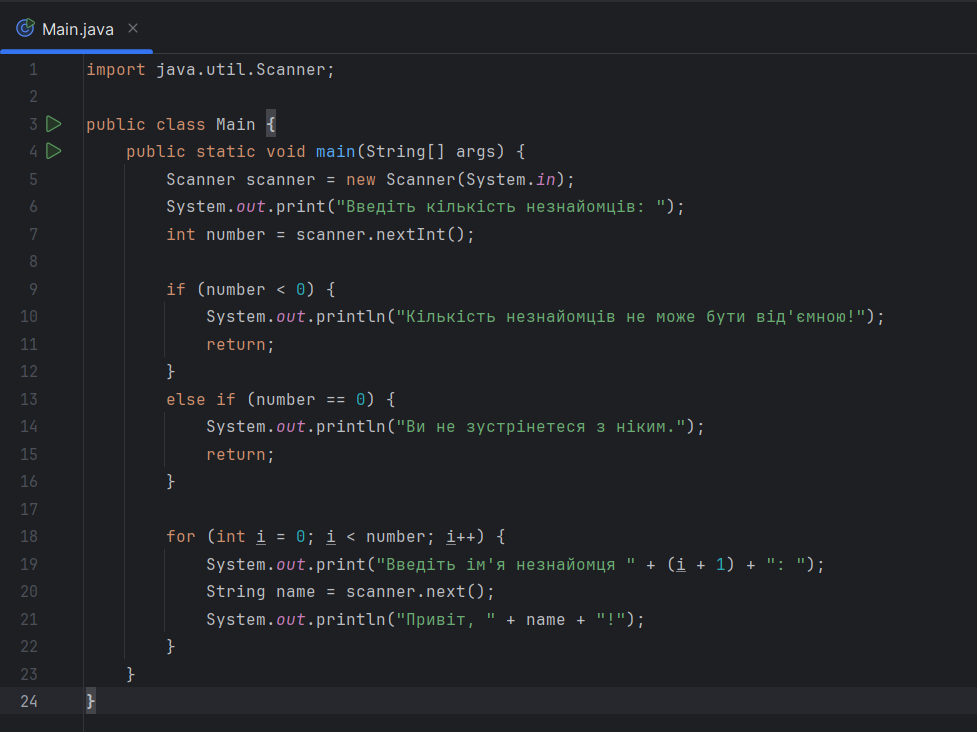 Main.java
1 import java.util.Scanner;
2
3 public class Main {
4     public static void main(String[] args) {
5         Scanner scanner = new Scanner(System.in);
6         System.out.print("Введіть кількість незнайомців: ");
7         int number = scanner.nextInt();
8
9         if (number < 0) {
10             System.out.println("Кількість незнайомців не може бути від'ємною!");
11             return;
12         }
13         else if (number == 0) {
14             System.out.println("Ви не зустрінетеся з ніким.");
15             return;
16         }
17
18         for (int i = 0; i < number; i++) {
19             System.out.print("Введіть ім'я незнайомця " + (i + 1) + ": ");
20             String name = scanner.next();
21             System.out.println("Привіт, " + name + "!");
22         }
23     }
24 }